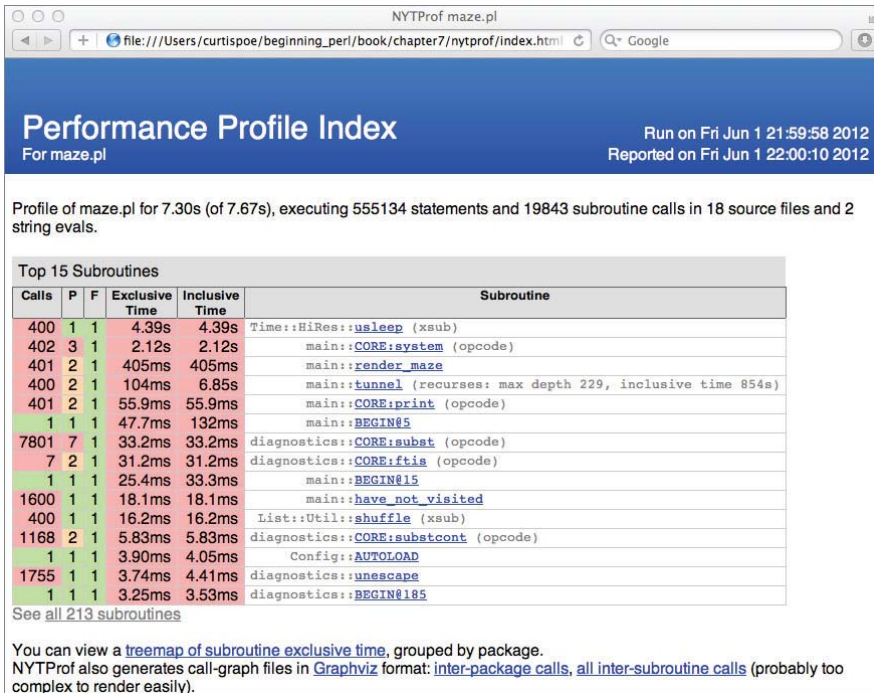 NYTProf maze.pl
file:///Users/curtispoe/beginning_perl/book/chapter7/nytprof/index.html
Google
Performance Profile Index
For maze.pl
Run on Fri Jun 1 21:59:58 2012
Reported on Fri Jun 1 22:00:10 2012
Profile of maze.pl for 7.30s (of 7.67s), executing 555134 statements and 19843 subroutine calls in 18 source files and 2
string evals.
Top 15 Subroutines
Calls P F Exclusive Time Inclusive Time Subroutine
400 1 1 4.39s 4.39s Time::HiRes::usleep (xsub)
402 3 1 2.12s 2.12s main::CORE:system (opcode)
401 2 1 405ms 405ms main::render_maze
400 2 1 104ms 6.85s main::tunnel (recurses: max depth 229, inclusive time 854s)
401 2 1 55.9ms 55.9ms main::CORE:print (opcode)
1 1 1 47.7ms 132ms main::BEGIN@5
7801 7 1 33.2ms 33.2ms diagnostics::CORE:subst (opcode)
7 2 1 31.2ms 31.2ms diagnostics::CORE:ftis (opcode)
1 1 1 25.4ms 33.3ms main::BEGIN@15
1600 1 1 18.1ms 18.1ms main::have_not_visited
400 1 1 16.2ms 16.2ms List::Util::shuffle (xsub)
1168 2 1 5.83ms 5.83ms diagnostics::CORE:substcont (opcode)
1 1 1 3.90ms 4.05ms Config::AUTOLOAD
1755 1 1 3.74ms 4.41ms diagnostics::unescape
1 1 1 3.25ms 3.53ms diagnostics::BEGIN@185
See all 213 subroutines
You can view a treemap of subroutine exclusive time, grouped by package.
NYTProf also generates call-graph files in Graphviz format: inter-package calls, all inter-subroutine calls (probably too
complex to render easily).